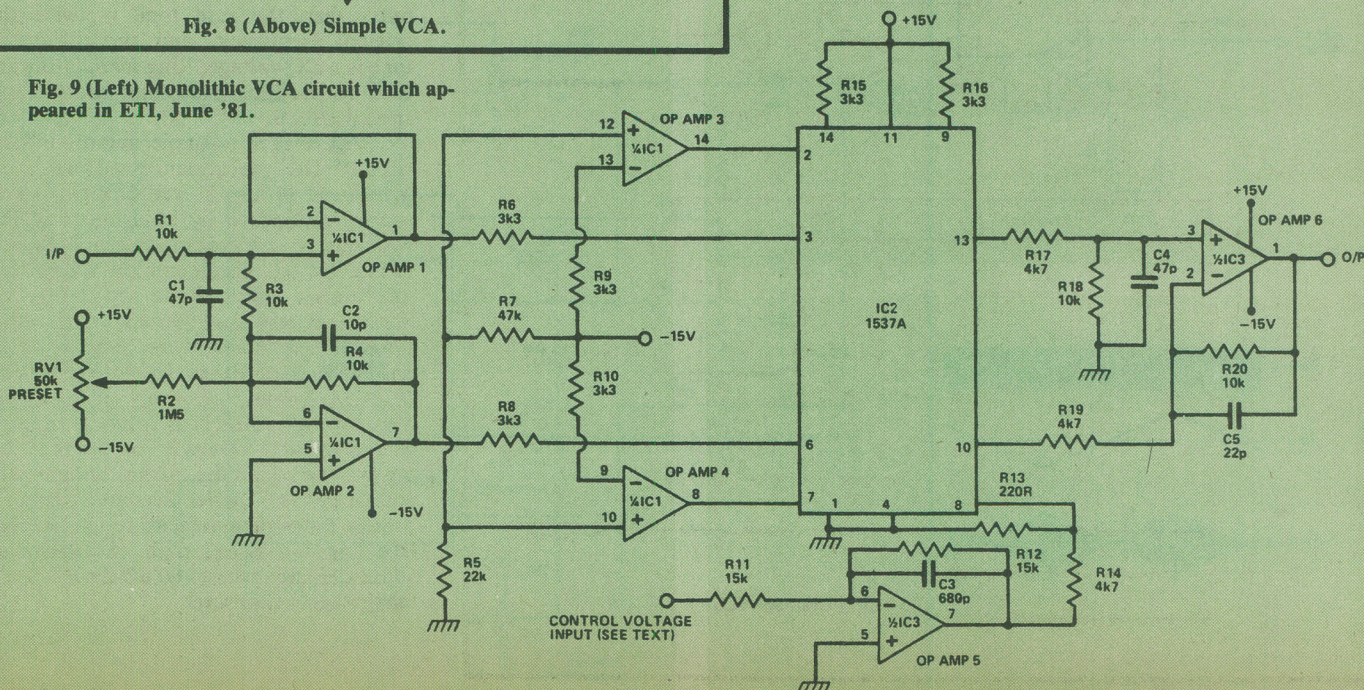 Fig. 8 (Above) Simple VCA.
Fig. 9 (Left) Monolithic VCA circuit which ap-
peared in ETI, June '81.
+15V
R15
3k3
R16
3k3
14
11
9
OP AMP 3
12
+
¼IC1
14
13
−
2
+15V
2
−
¼IC1
1
3
+
OP AMP 1
R1
10k
I/P
C1
47p
R3
10k
R6
3k3
3
R9
3k3
R7
47k
−15V
R10
3k3
C2
10p
R4
10k
+15V
RV1
50k
PRESET
−15V
R2
1M5
6
−
¼IC1
7
5
+
OP AMP 2
−15V
R8
3k3
6
9
−
OP AMP 4
¼IC1
8
10
+
7
R5
22k
IC2
1537A
13
R17
4k7
R18
10k
C4
47p
+15V
OP AMP 6
3
+
½IC3
1
2
−
−15V
O/P
R20
10k
C5
22p
10
R19
4k7
1
4
8
R13
220R
R12
15k
C3
680p
R14
4k7
R11
15k
CONTROL VOLTAGE
INPUT (SEE TEXT)
6
−
½IC3
7
5
+
OP AMP 5